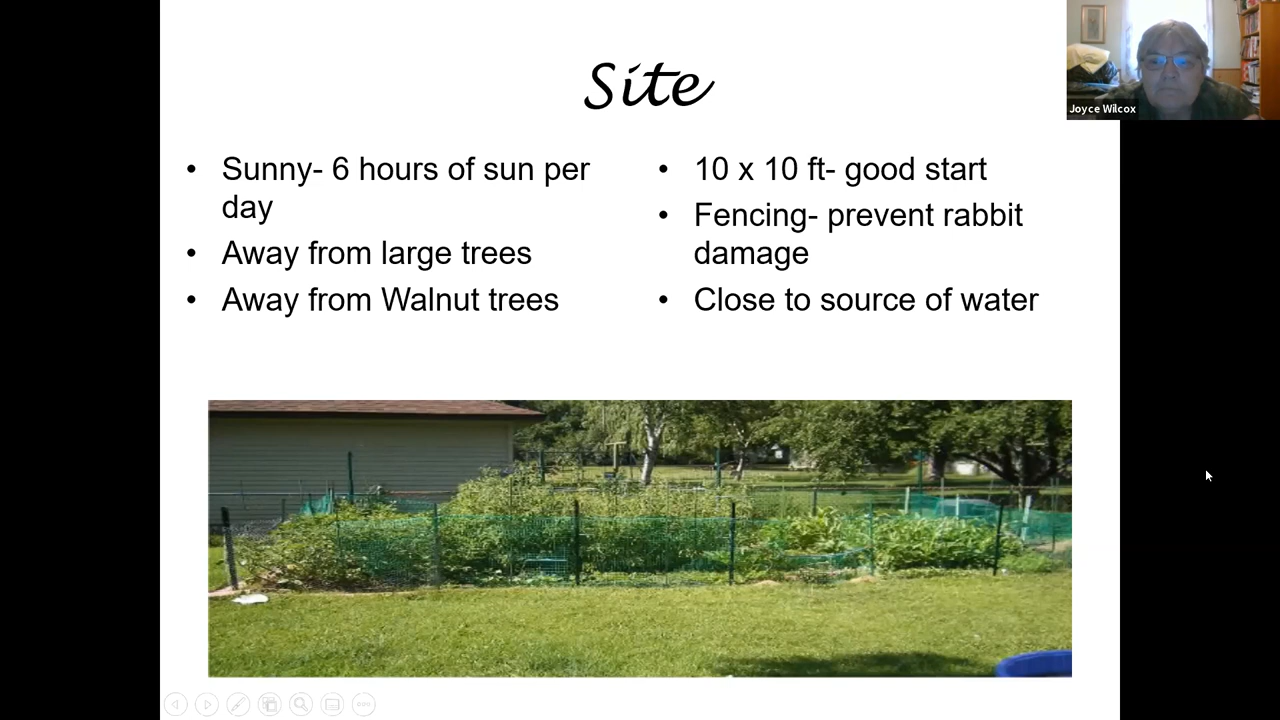 Site
• Sunny- 6 hours of sun per
day
• Away from large trees
• Away from Walnut trees
• 10 x 10 ft- good start
• Fencing- prevent rabbit
damage
• Close to source of water
Joyce Wilcox